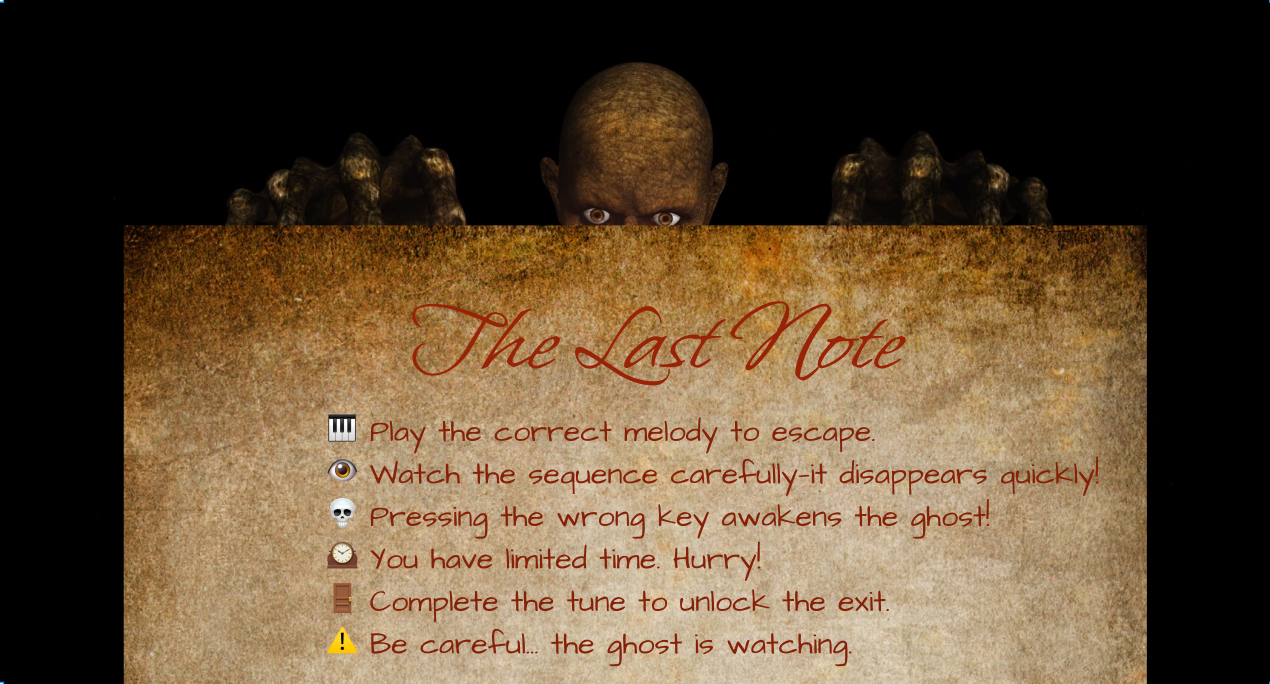 The Last Note
🎹 Play the correct melody to escape.
👁️ Watch the sequence carefully-it disappears quickly!
💀 Pressing the wrong key awakens the ghost!
🕰️ You have limited time. Hurry!
🚪 Complete the tune to unlock the exit.
⚠️ Be careful... the ghost is watching.